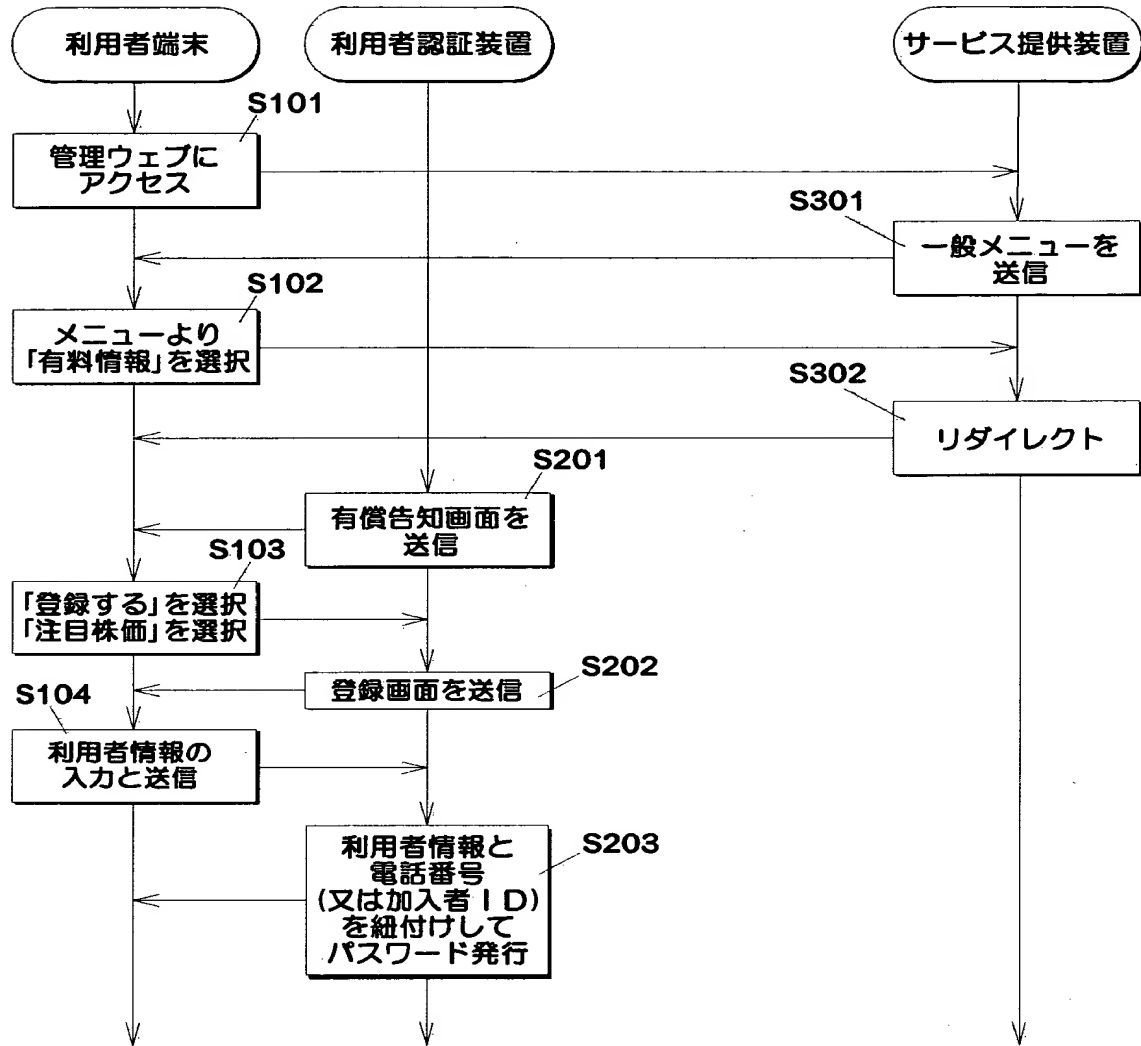 利用者端末
利用者認証装置
サービス提供装置
S101
管理ウェブに
アクセス
S301
一般メニューを
送信
S102
メニューより
「有料情報」を選択
S302
リダイレクト
S201
有償告知画面を
送信
S103
「登録する」を選択
「注目株価」を選択
S202
登録画面を送信
S104
利用者情報の
入力と送信
S203
利用者情報と
電話番号
(又は加入者ID)
を紐付けして
パスワード発行